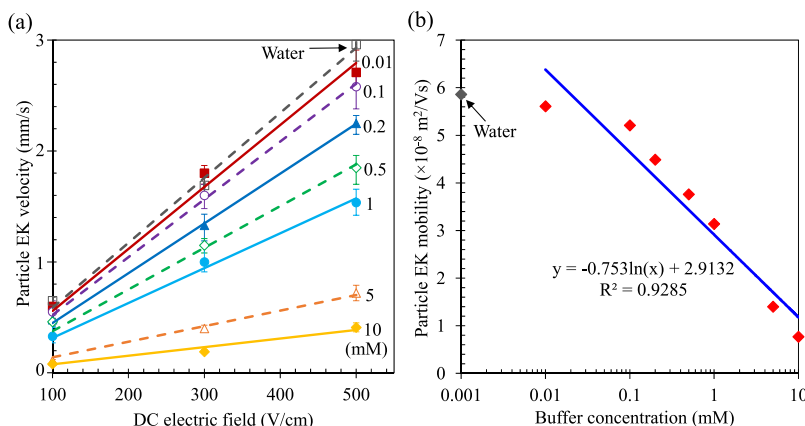 (a)
Particle EK velocity (mm/s)
3
2
1
0
100
200
300
400
500
DC electric field (V/cm)
Water
0.01
0.1
0.2
0.5
1
5
10
(mM)
(b)
Particle EK mobility (×10⁻⁸ m²/Vs)
7
6
5
4
3
2
1
0
0.001
0.01
0.1
1
10
Buffer concentration (mM)
Water
y = -0.753ln(x) + 2.9132
R² = 0.9285